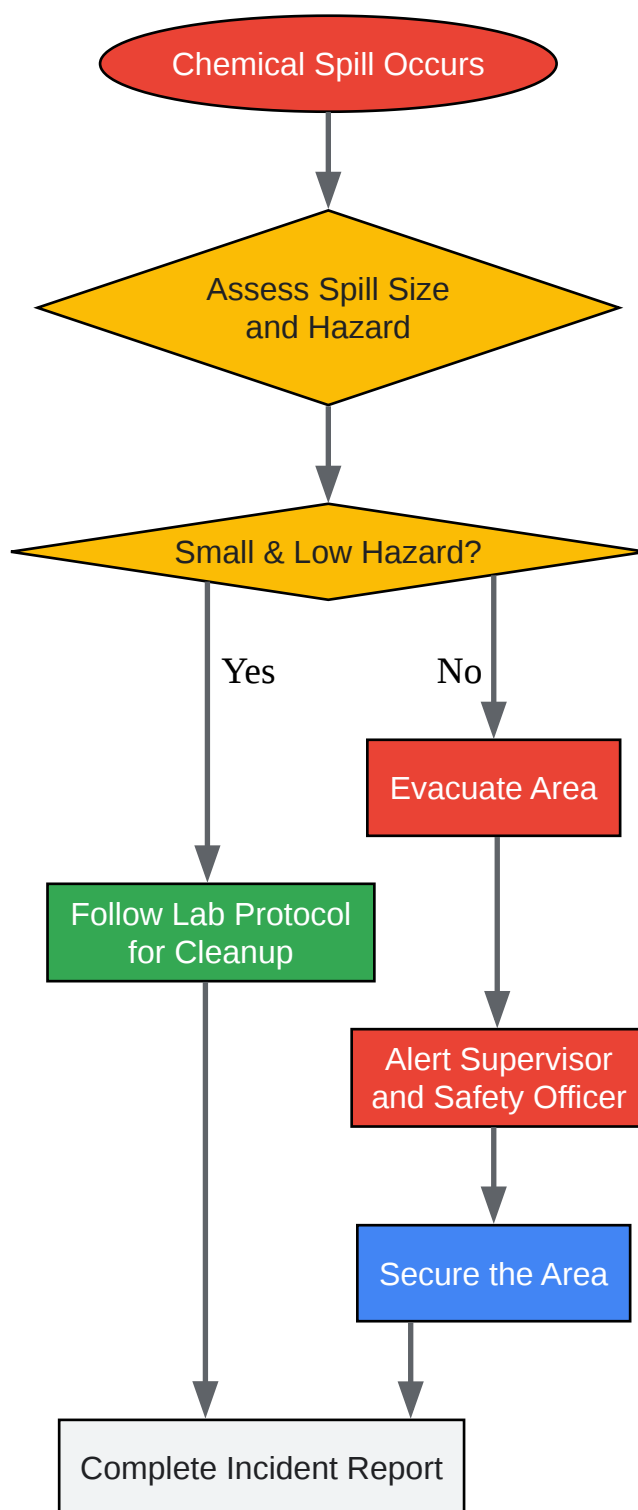 Chemical Spill Occurs
Assess Spill Size
and Hazard
Small & Low Hazard?
Yes
No
Evacuate Area
Follow Lab Protocol
for Cleanup
Alert Supervisor
and Safety Officer
Secure the Area
Complete Incident Report